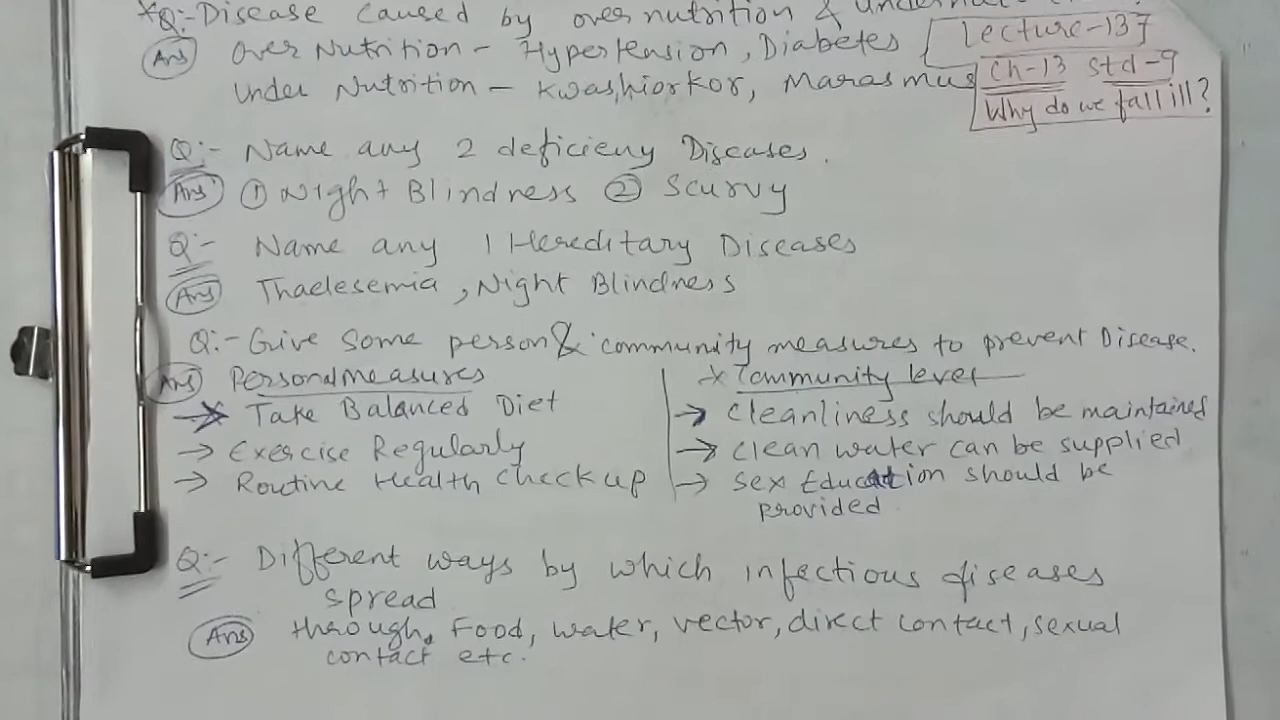 *Q:- Disease caused by over nutrition &
Ans Over Nutrition - Hypertension, Diabetes
Under Nutrition - Kwashiorkor, Marasmus
Lecture-137
Ch-13 Std-9
Why do we fall ill?
Q:- Name any 2 deficieny Diseases.
Ans ① Night Blindness ② Scurvy
Q:- Name any 1 Hereditary Diseases
Ans Thaelesemia, Night Blindness
Q:- Give some person & community measures to prevent Disease.
Ans Personal measures
→ Take Balanced Diet
→ Exercise Regularly
→ Routine Health Check up
* Community level
→ Cleanliness should be maintained
→ Clean water can be supplied
→ Sex Education should be
provided
Q:- Different ways by which infectious diseases
spread
Ans through, Food, water, vector, direct contact, sexual
contact etc.